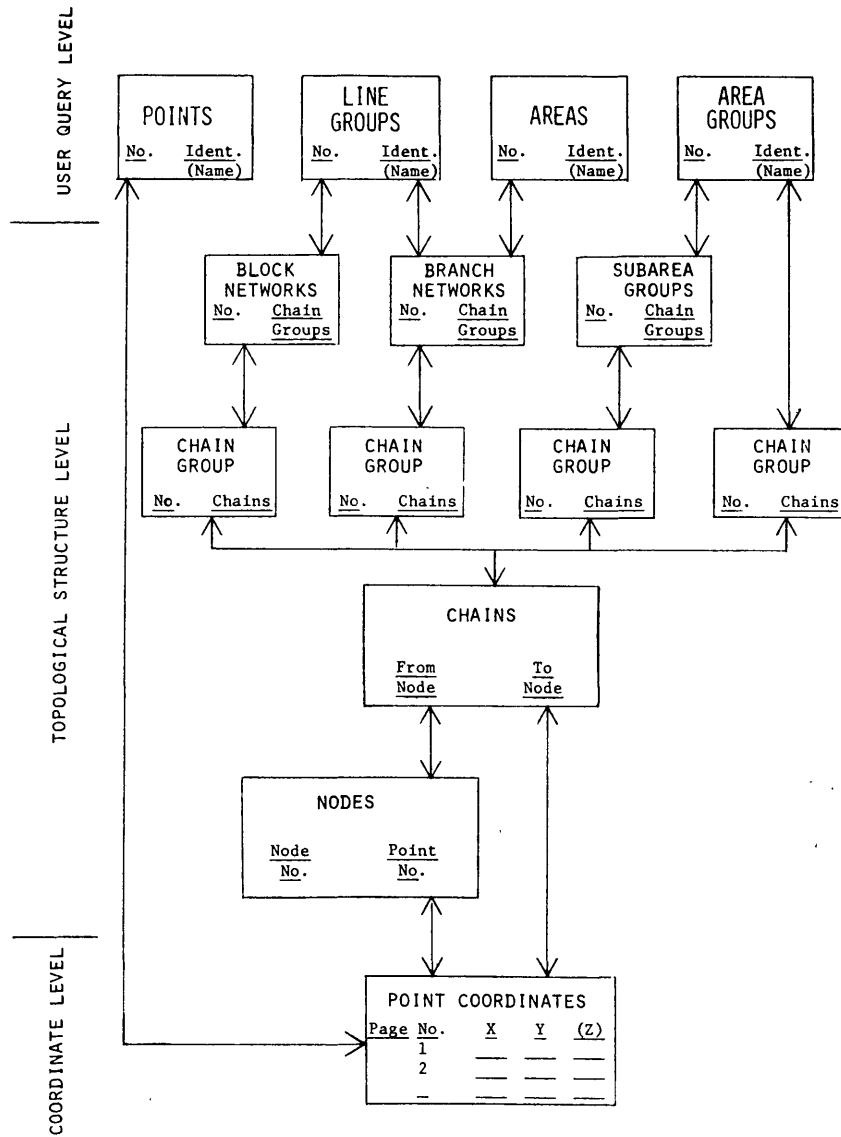 USER QUERY LEVEL
POINTS
No. Ident.
(Name)
LINE
GROUPS
No. Ident.
(Name)
AREAS
No. Ident.
(Name)
AREA
GROUPS
No. Ident.
(Name)
TOPOLOGICAL STRUCTURE LEVEL
BLOCK
NETWORKS
No. Chain
Groups
BRANCH
NETWORKS
No. Chain
Groups
SUBAREA
GROUPS
No. Chain
Groups
CHAIN
GROUP
No. Chains
CHAIN
GROUP
No. Chains
CHAIN
GROUP
No. Chains
CHAIN
GROUP
No. Chains
CHAINS
From To
Node Node
NODES
Node Point
No. No.
COORDINATE LEVEL
POINT COORDINATES
Page No. X Y (Z)
1
2